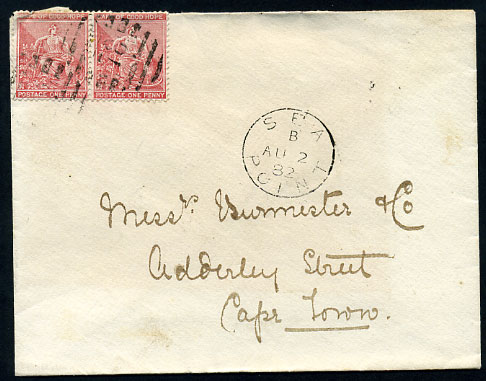 CAPE OF GOOD HOPE CAPE OF GOOD HOPE
POSTAGE ONE PENNY POSTAGE ONE PENNY
SEA
B
AU 2
82
POINT
Messrs. Burmester & Co
Adderley Street
Cape Town.